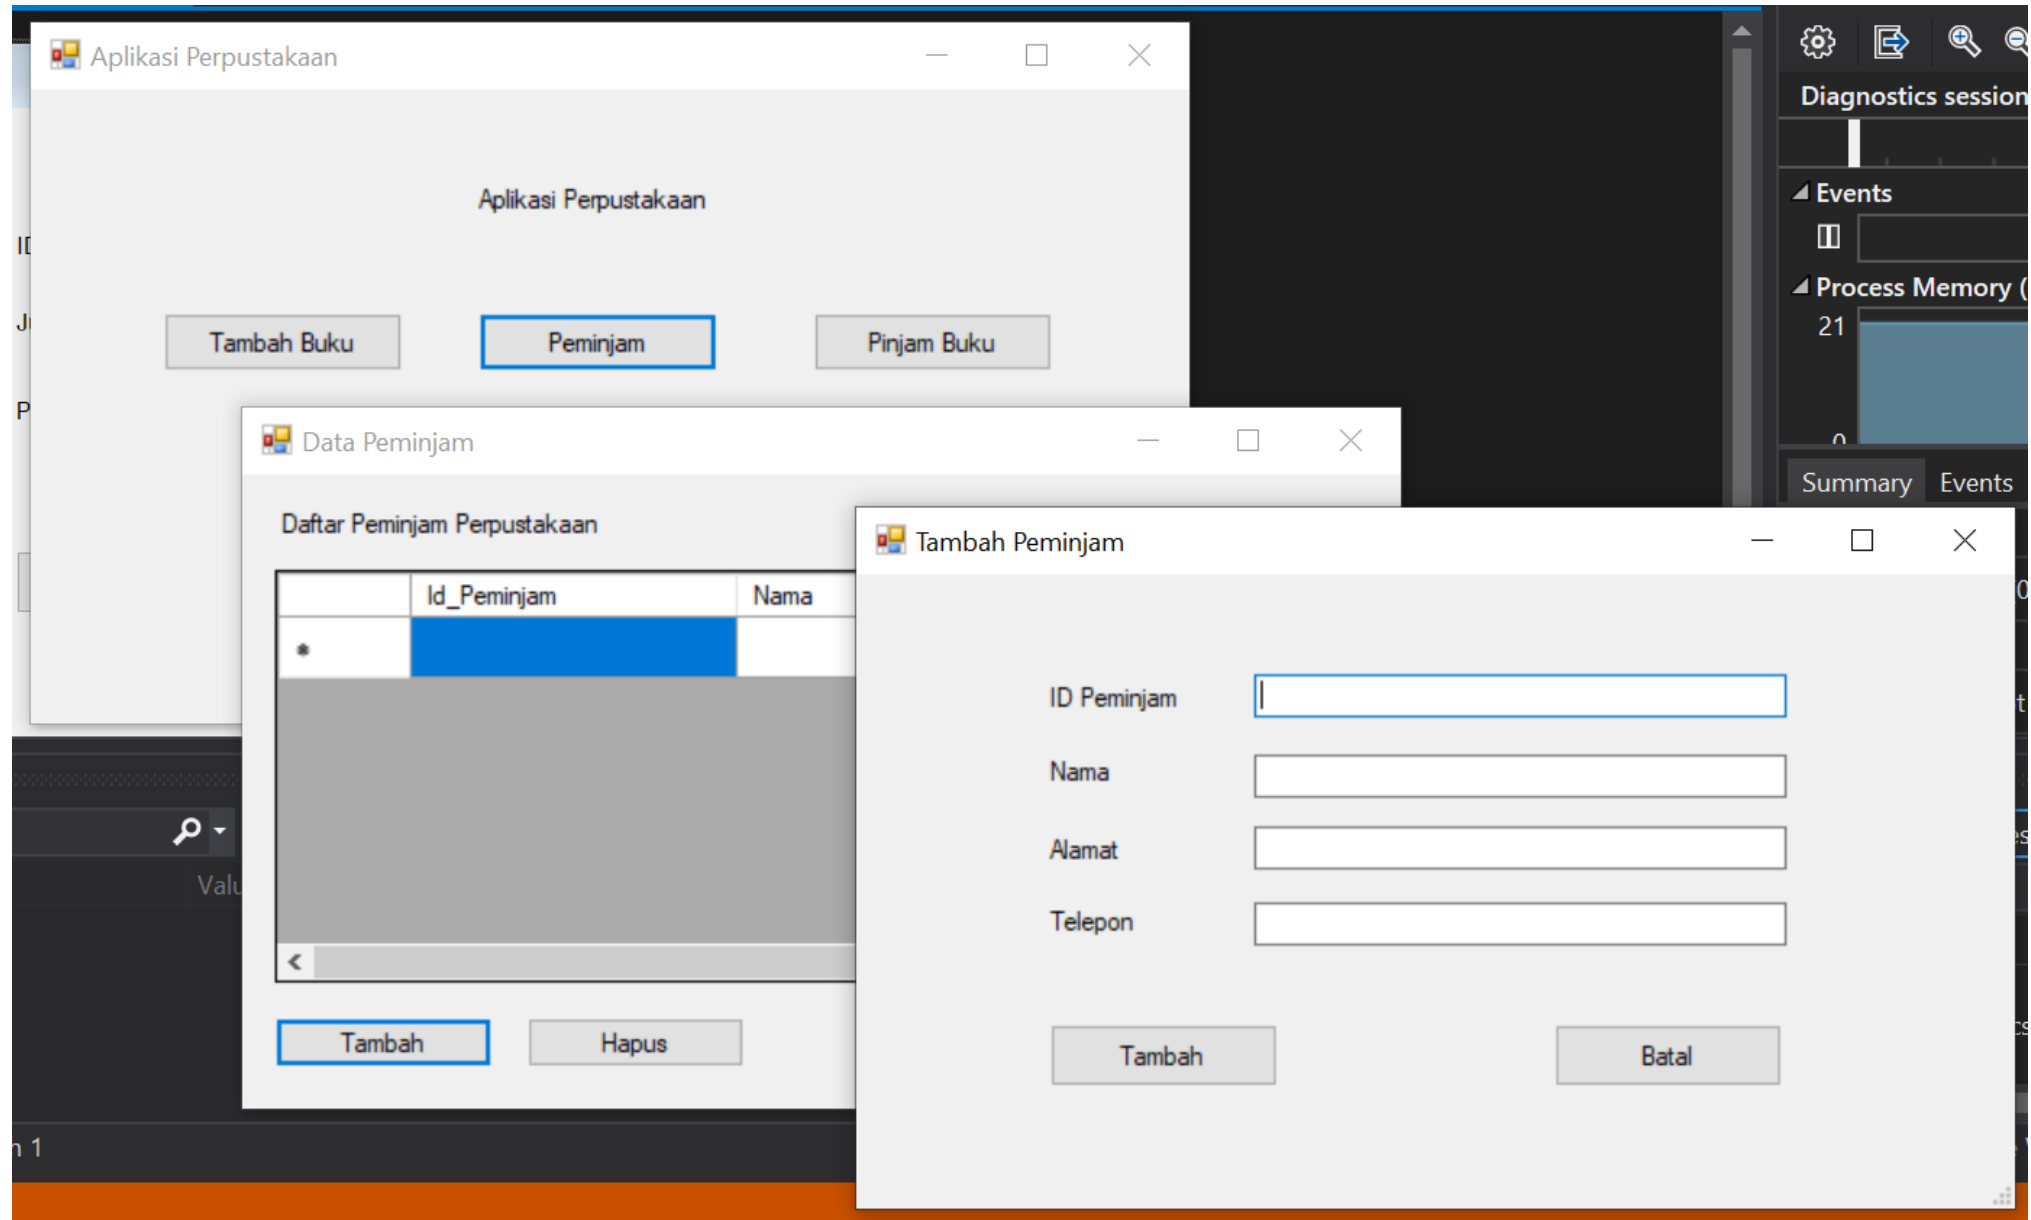 Aplikasi Perpustakaan
Aplikasi Perpustakaan
Tambah Buku
Peminjam
Pinjam Buku
Data Peminjam
Daftar Peminjam Perpustakaan
Id_Peminjam
Nama
Tambah
Hapus
Tambah Peminjam
ID Peminjam
Nama
Alamat
Telepon
Tambah
Batal
Diagnostics session
Events
Process Memory (
21
0
Summary
Events